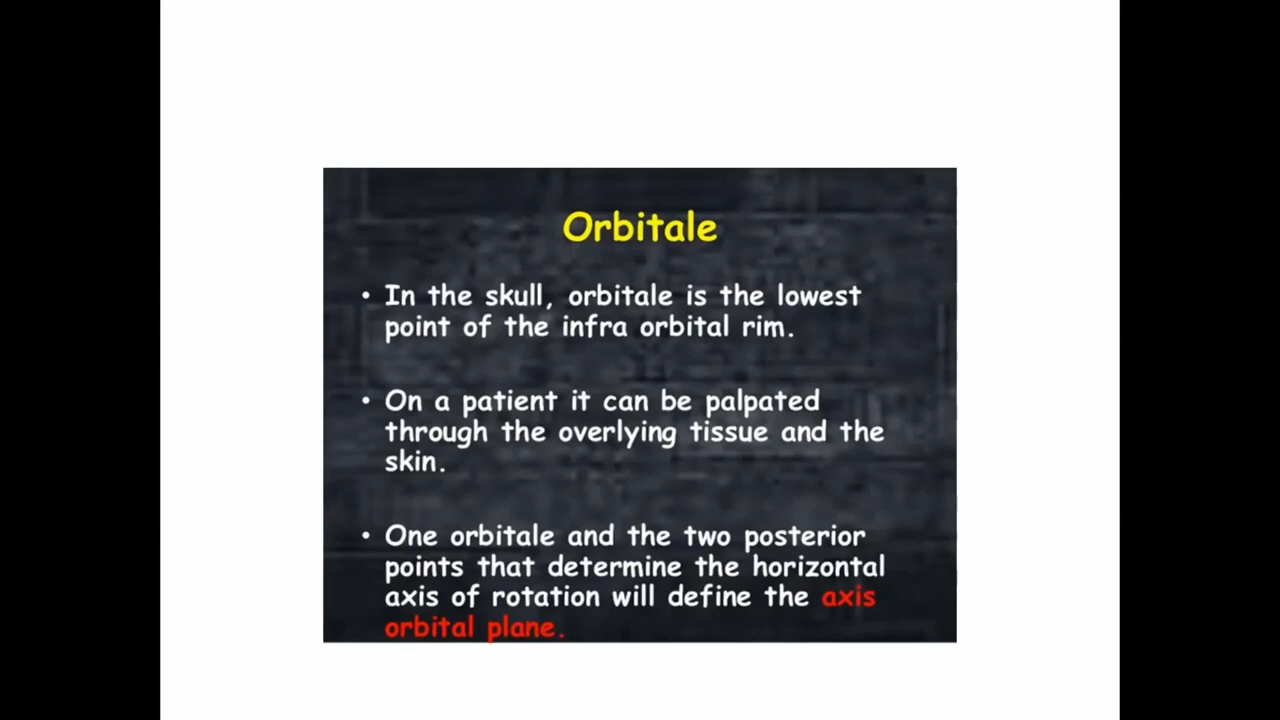 Orbitale
• In the skull, orbitale is the lowest
point of the infra orbital rim.
• On a patient it can be palpated
through the overlying tissue and the
skin.
• One orbitale and the two posterior
points that determine the horizontal
axis of rotation will define the axis
orbital plane.